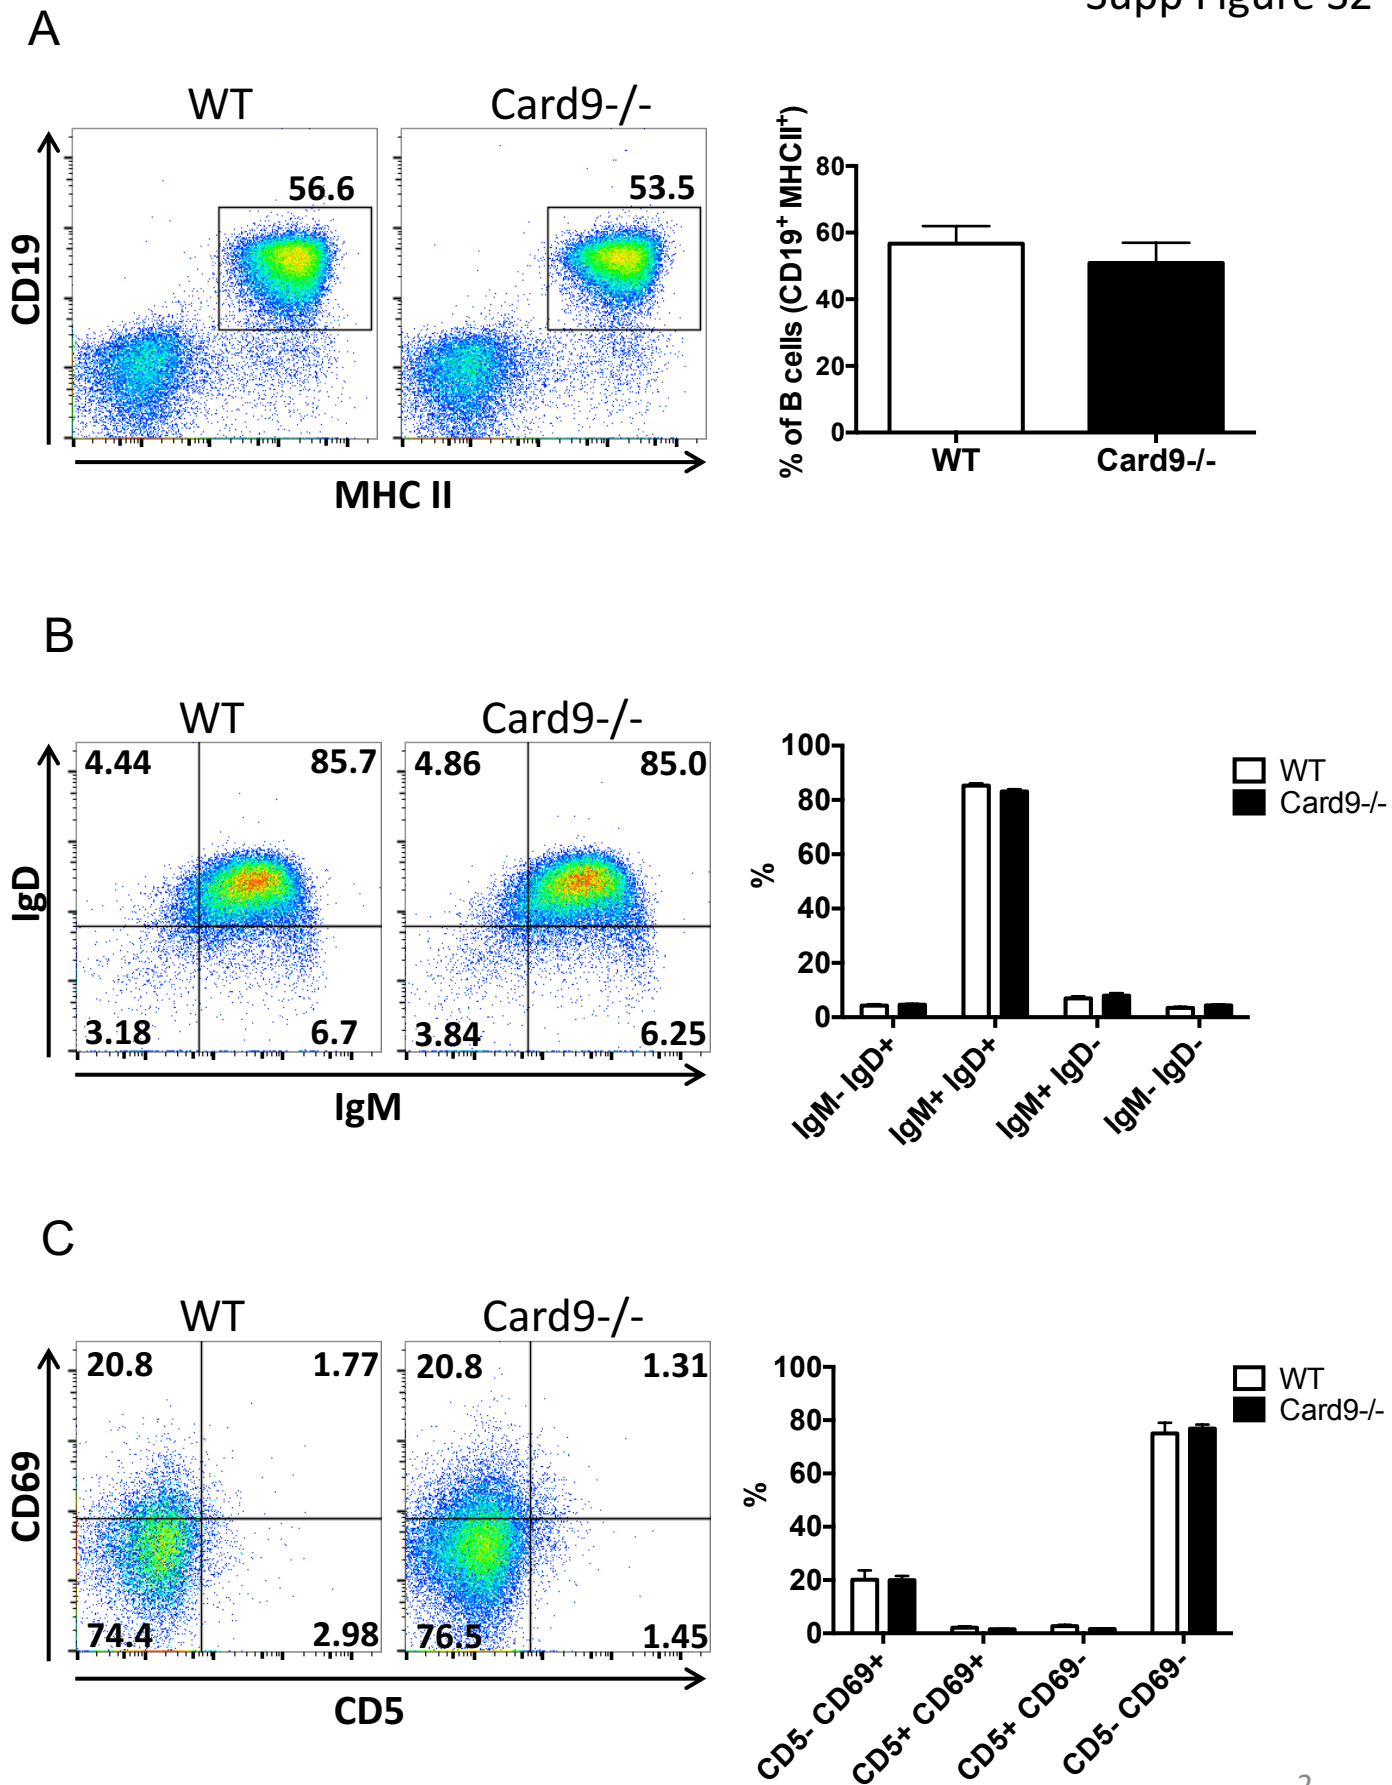 Supp Figure S2
A
WT
Card9-/-
56.6
53.5
CD19
MHC II
% of B cells (CD19+ MHCII+)
80
60
40
20
0
WT
Card9-/-
B
WT
Card9-/-
4.44
85.7
4.86
85.0
3.18
6.7
3.84
6.25
IgD
IgM
%
100
80
60
40
20
0
IgM- IgD+
IgM+ IgD+
IgM+ IgD-
IgM- IgD-
WT
Card9-/-
C
WT
Card9-/-
20.8
1.77
20.8
1.31
74.4
2.98
76.5
1.45
CD69
CD5
%
100
80
60
40
20
0
CD5- CD69+
CD5+ CD69+
CD5+ CD69-
CD5- CD69-
WT
Card9-/-
2